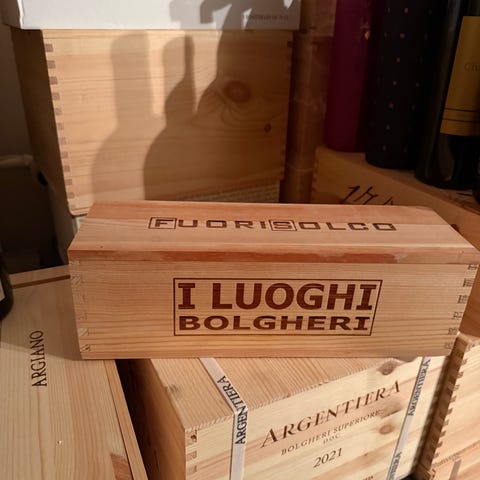 FUORISOLCO
I LUOGHI
BOLGHERI
ARGIANO
ARGENTIERA
BOLGHERI SUPERIORE
D.O.C.
2021
ARGENTIERA
ARGENTIERA